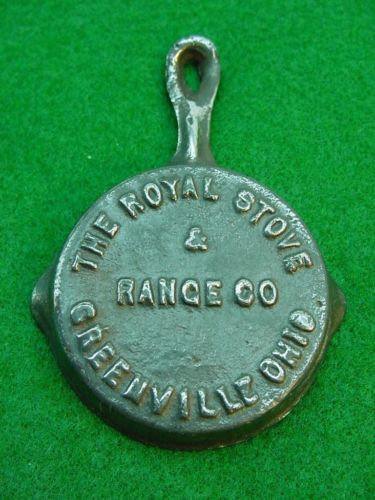 THE ROYAL STOVE
&
RANGE CO
GREENVILLE OHIO